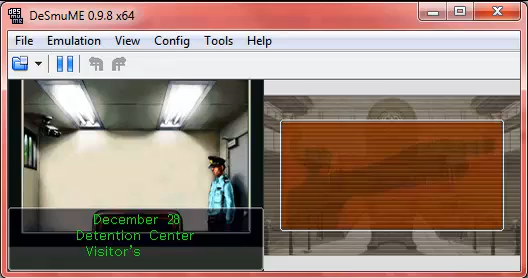 DeSmuME 0.9.8 x64
File Emulation View Config Tools Help
December 28
Detention Center
Visitor's